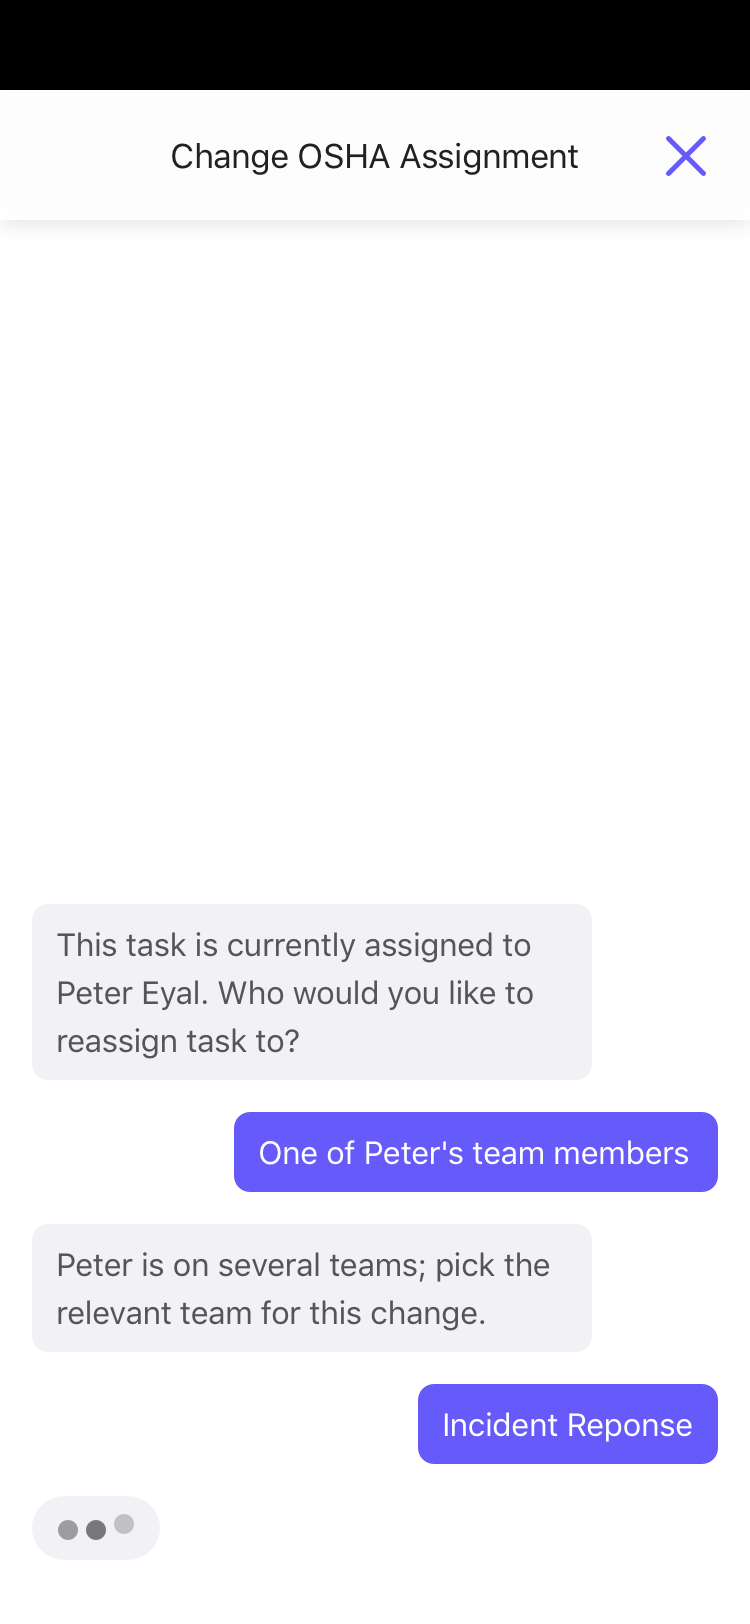 Change OSHA Assignment
This task is currently assigned to
Peter Eyal. Who would you like to
reassign task to?
One of Peter's team members
Peter is on several teams; pick the
relevant team for this change.
Incident Reponse